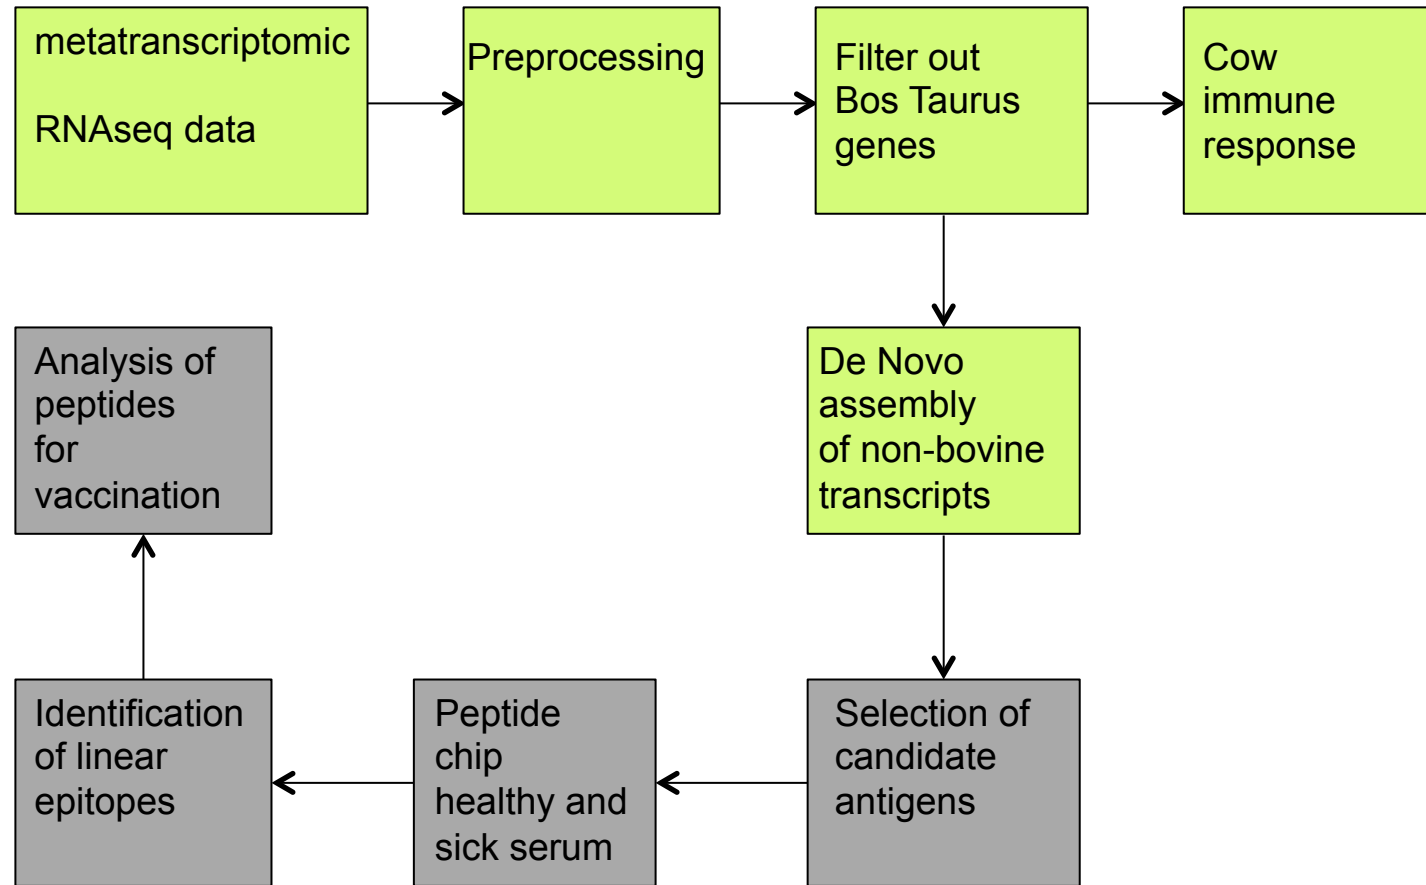 metatranscriptomic
RNAseq data
Preprocessing
Filter out
Bos Taurus
genes
Cow
immune
response
De Novo
assembly
of non-bovine
transcripts
Selection of
candidate
antigens
Peptide
chip
healthy and
sick serum
Identification
of linear
epitopes
Analysis of
peptides
for
vaccination